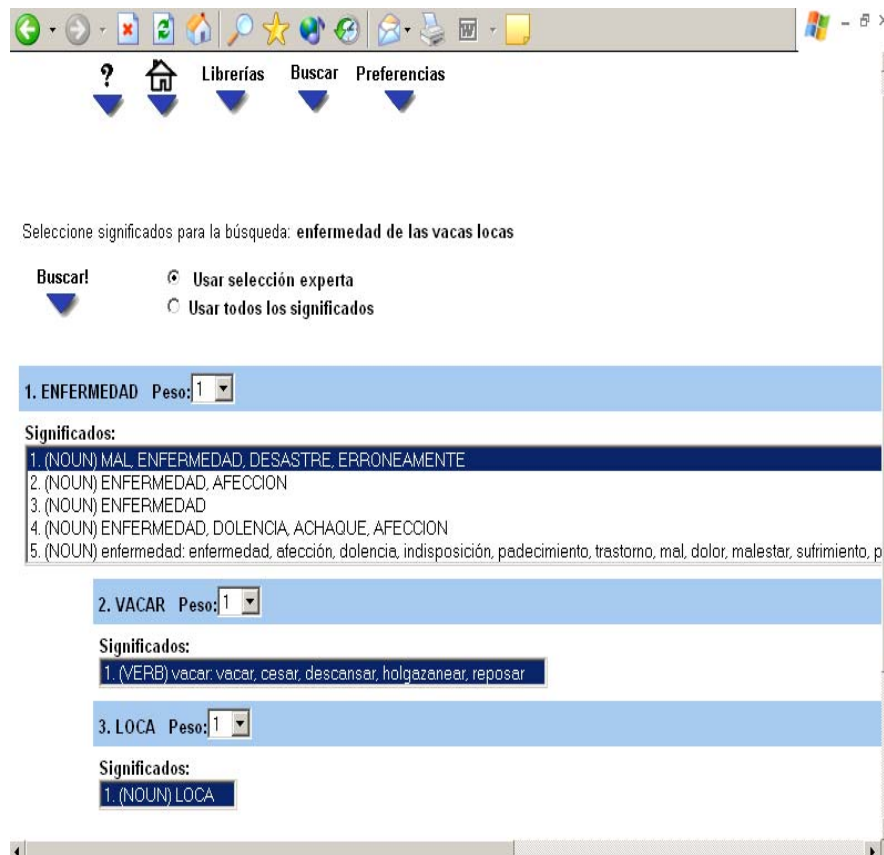 ?
Librerías Buscar Preferencias
Seleccione significados para la búsqueda: enfermedad de las vacas locas
Buscar!
Usar selección experta
Usar todos los significados
1. ENFERMEDAD Peso: 1
Significados:
1. (NOUN) MAL, ENFERMEDAD, DESASTRE, ERRONEAMENTE
2. (NOUN) ENFERMEDAD, AFECCION
3. (NOUN) ENFERMEDAD
4. (NOUN) ENFERMEDAD, DOLENCIA, ACHAQUE, AFECCION
5. (NOUN) enfermedad: enfermedad, afección, dolencia, indisposición, padecimiento, trastorno, mal, dolor, malestar, sufrimiento, p
2. VACAR Peso: 1
Significados:
1. (VERB) vacar: vacar, cesar, descansar, holgazanear, reposar
3. LOCA Peso: 1
Significados:
1. (NOUN) LOCA